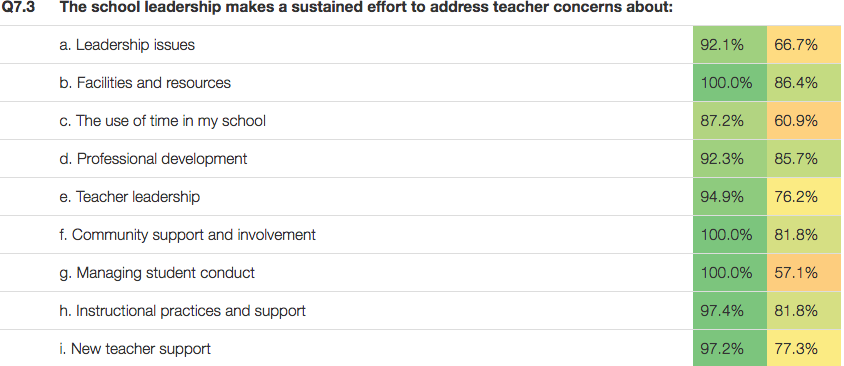 Q7.3 The school leadership makes a sustained effort to address teacher concerns about:
a. Leadership issues 92.1% 66.7%
b. Facilities and resources 100.0% 86.4%
c. The use of time in my school 87.2% 60.9%
d. Professional development 92.3% 85.7%
e. Teacher leadership 94.9% 76.2%
f. Community support and involvement 100.0% 81.8%
g. Managing student conduct 100.0% 57.1%
h. Instructional practices and support 97.4% 81.8%
i. New teacher support 97.2% 77.3%